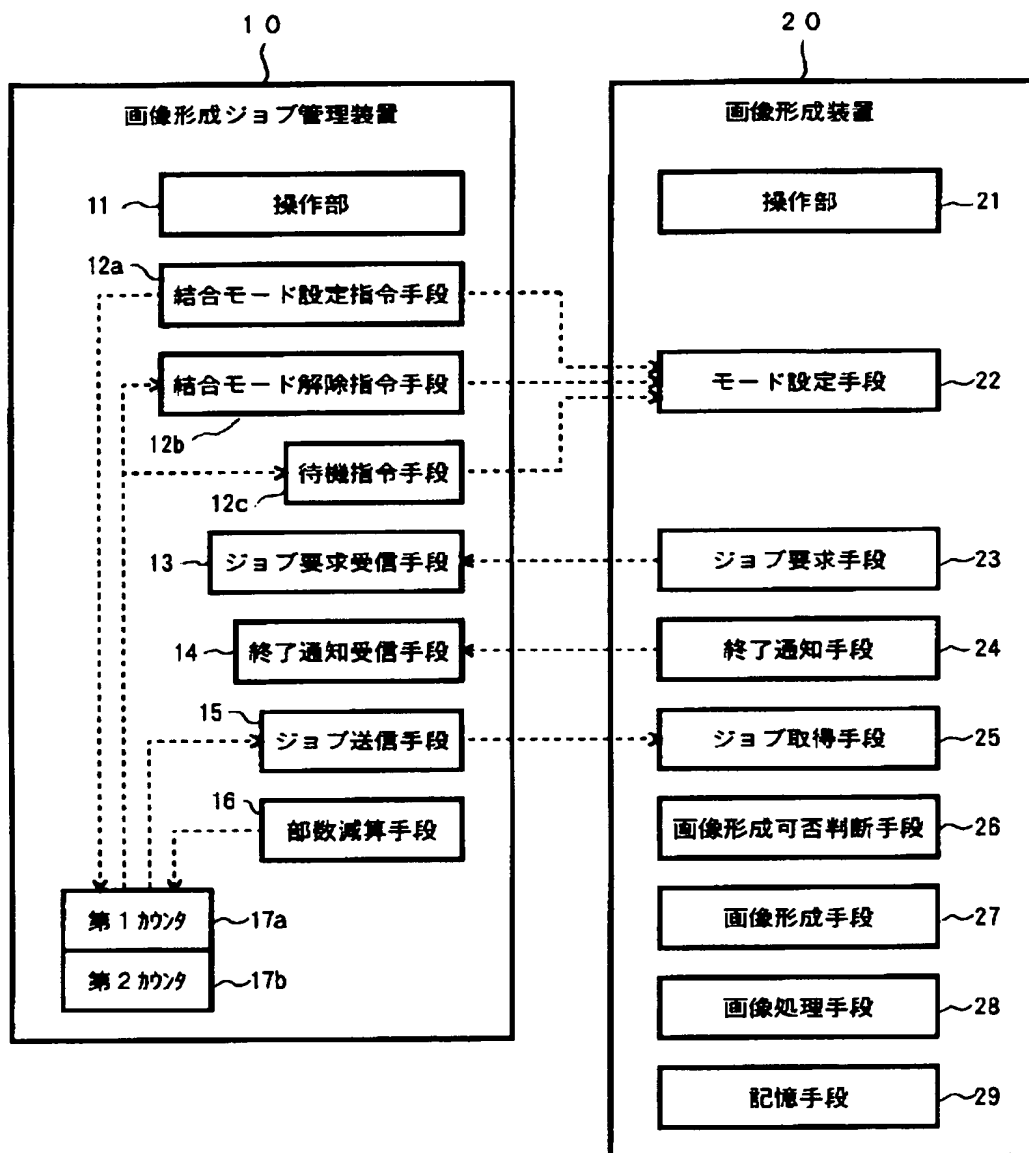 10
20
画像形成ジョブ管理装置
画像形成装置
11
操作部
操作部
21
12a
結合モード設定指令手段
結合モード解除指令手段
12b
モード設定手段
22
待機指令手段
12c
13
ジョブ要求受信手段
ジョブ要求手段
23
14
終了通知受信手段
終了通知手段
24
15
ジョブ送信手段
ジョブ取得手段
25
16
部数減算手段
画像形成可否判断手段
26
第1カウンタ
17a
画像形成手段
27
第2カウンタ
17b
画像処理手段
28
記憶手段
29